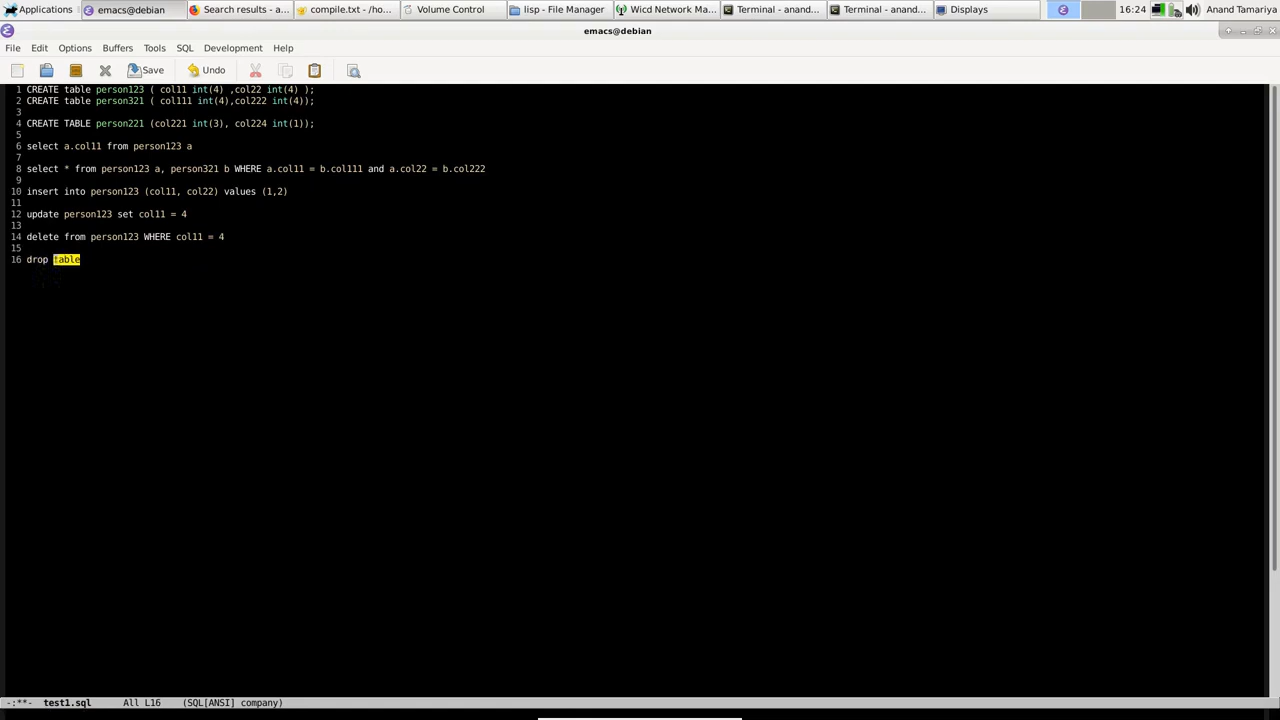 Applications emacs@debian Search results - a... compile.txt - /ho... Volume Control lisp - File Manager Wicd Network Ma... Terminal - anand... Terminal - anand... Displays 16:24 Anand Tamariya
emacs@debian
File Edit Options Buffers Tools SQL Development Help
Save Undo
1 CREATE table person123 ( col11 int(4) ,col22 int(4) );
2 CREATE table person321 ( col111 int(4),col222 int(4));
3
4 CREATE TABLE person221 (col221 int(3), col224 int(1));
5
6 select a.col11 from person123 a
7
8 select * from person123 a, person321 b WHERE a.col11 = b.col111 and a.col22 = b.col222
9
10 insert into person123 (col11, col22) values (1,2)
11
12 update person123 set col11 = 4
13
14 delete from person123 WHERE col11 = 4
15
16 drop table
-:**- test1.sql All L16 (SQL[ANSI] company)